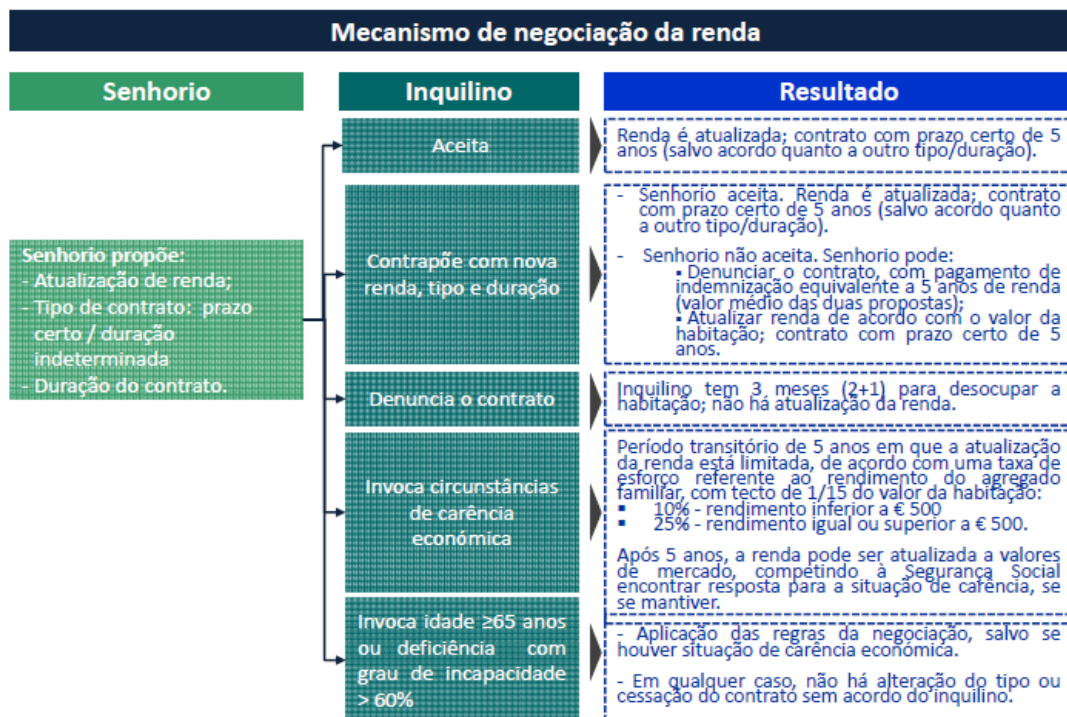 Mecanismo de negociação da renda
Senhorio
Inquilino
Resultado
Senhorio propõe:
- Atualização de renda;
- Tipo de contrato: prazo
certo / duração
indeterminada
- Duração do contrato.
Aceita
Renda é atualizada; contrato com prazo certo de 5
anos (salvo acordo quanto a outro tipo/duração).
Contrapõe com nova
renda, tipo e duração
- Senhorio aceita. Renda é atualizada; contrato
com prazo certo de 5 anos (salvo acordo quanto
a outro tipo/duração).
- Senhorio não aceita. Senhorio pode:
▪ Denunciar o contrato, com pagamento de
indemnização equivalente a 5 anos de renda
(valor médio das duas propostas);
▪ Atualizar renda de acordo com o valor da
habitação; contrato com prazo certo de 5
anos.
Denuncia o contrato
Inquilino tem 3 meses (2+1) para desocupar a
habitação; não há atualização da renda.
Invoca circunstâncias
de carência
económica
Período transitório de 5 anos em que a atualização
da renda está limitada, de acordo com uma taxa de
esforço referente ao rendimento do agregado
familiar, com tecto de 1/15 do valor da habitação:
▪ 10% - rendimento inferior a € 500
▪ 25% - rendimento igual ou superior a € 500.
Após 5 anos, a renda pode ser atualizada a valores
de mercado, competindo à Segurança Social
encontrar resposta para a situação de carência, se
se mantiver.
Invoca idade ≥65 anos
ou deficiência com
grau de incapacidade
> 60%
- Aplicação das regras da negociação, salvo se
houver situação de carência económica.
- Em qualquer caso, não há alteração do tipo ou
cessação do contrato sem acordo do inquilino.